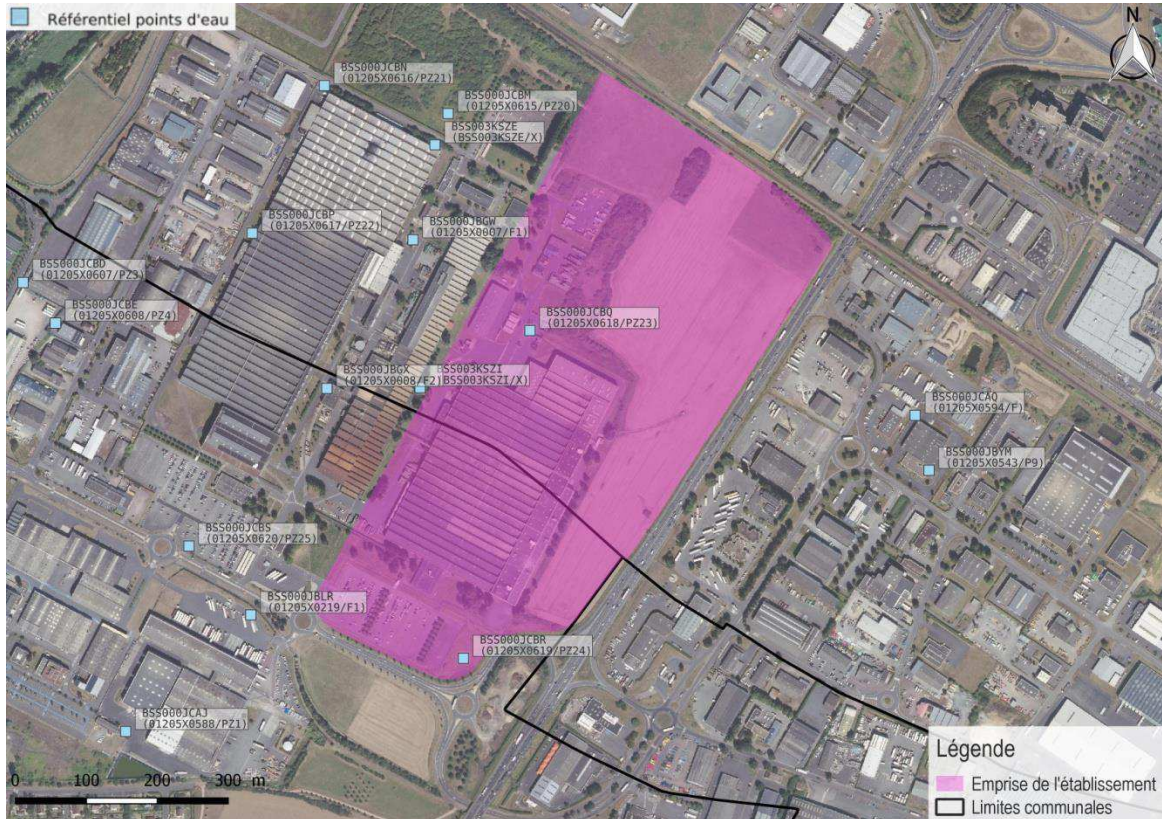 Référentiel points d'eau
N
BSS000JCBN
(01205X0616/PZ21)
BSS000JCBM
(01205X0615/PZ20)
BSS003KSZE
(BSS003KSZE/X)
BSS000JCBP
(01205X0617/PZ22)
BSS000JBGW
(01205X0007/F1)
BSS000JCBD
(01205X0607/PZ3)
BSS000JCBE
(01205X0608/PZ4)
BSS000JCBQ
(01205X0618/PZ23)
BSS000JBGX
(01205X0008/F2)
BSS003KSZI
(BSS003KSZI/X)
BSS000JCAQ
(01205X0594/F)
BSS000JBYM
(01205X0543/P9)
BSS000JCBS
(01205X0620/PZ25)
BSS000JBLR
(01205X0219/F1)
BSS000JCBR
(01205X0619/PZ24)
BSS000JCAJ
(01205X0588/PZ1)
0 100 200 300 m
Légende
Emprise de l'établissement
Limites communales